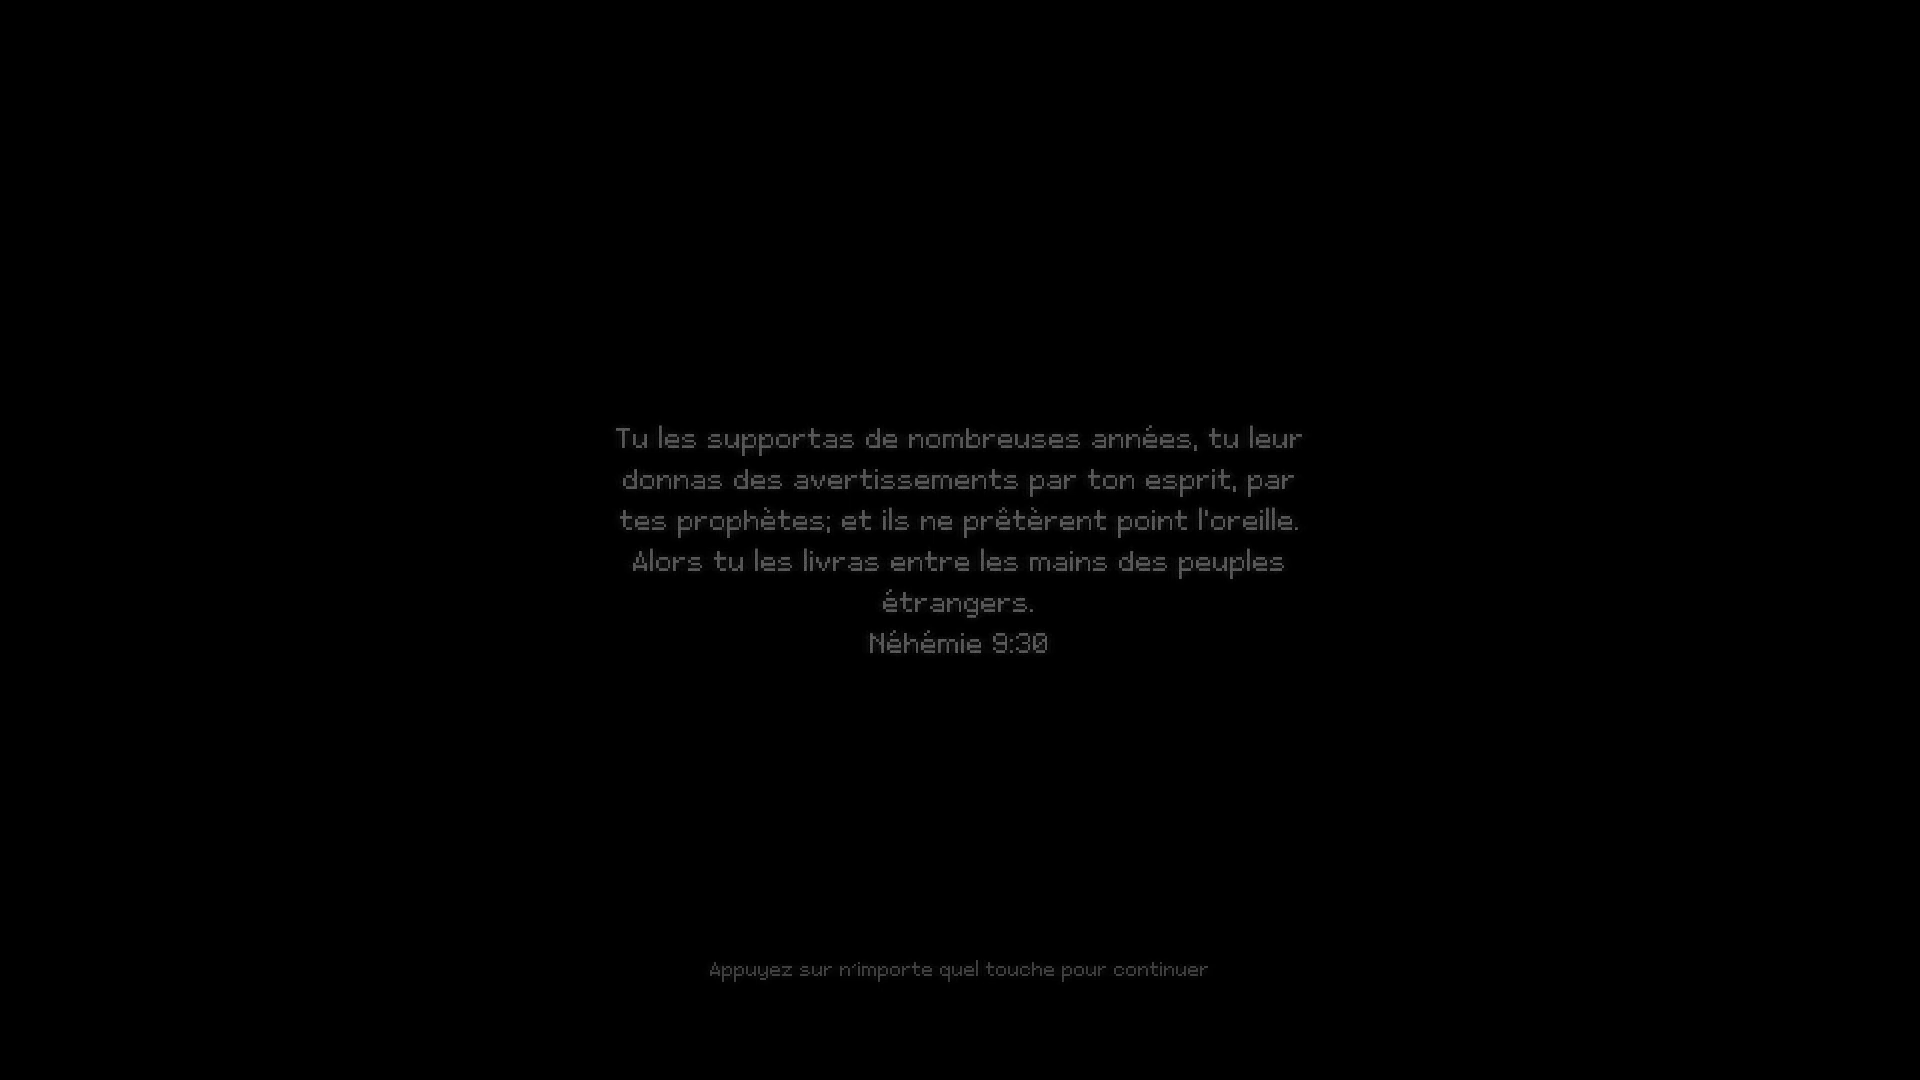 Tu les supportas de nombreuses années, tu leur
donnas des avertissements par ton esprit, par
tes prophètes; et ils ne prêtèrent point l'oreille.
Alors tu les livras entre les mains des peuples
étrangers.
Néhémie 9:30
Appuyez sur n'importe quel touche pour continuer